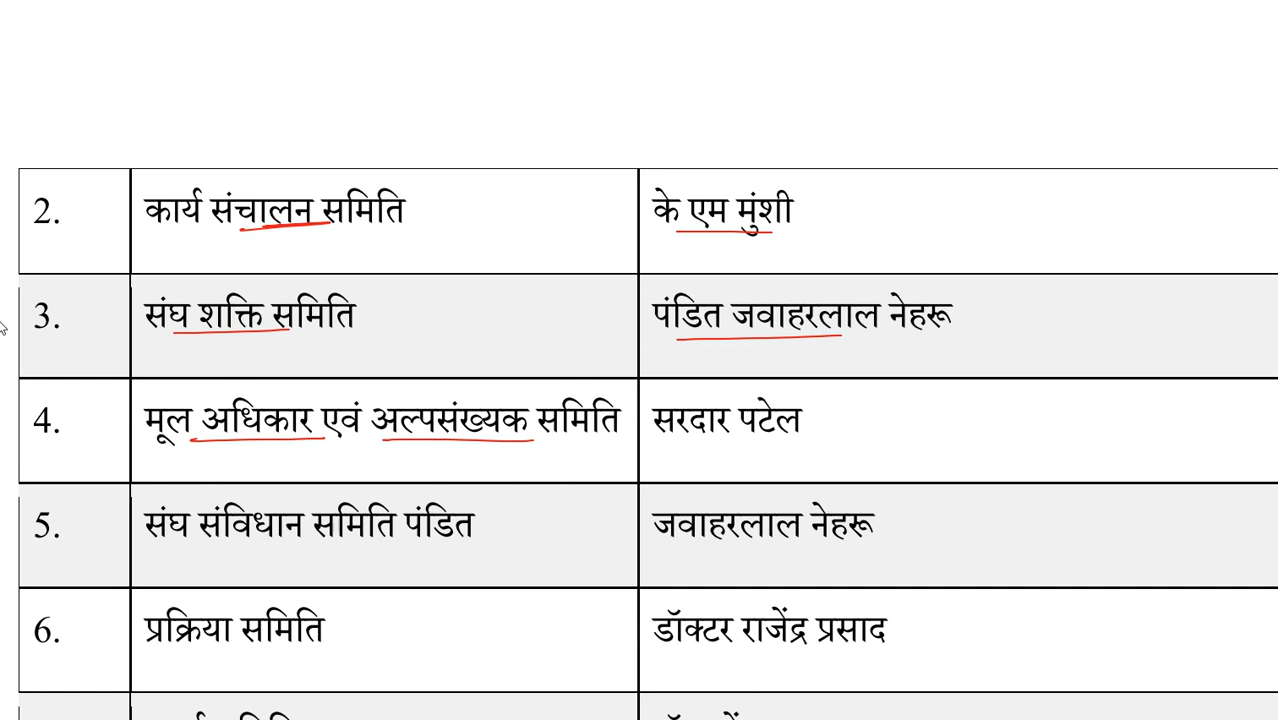 2. कार्य संचालन समिति के एम मुंशी
3. संघ शक्ति समिति पंडित जवाहरलाल नेहरू
4. मूल अधिकार एवं अल्पसंख्यक समिति सरदार पटेल
5. संघ संविधान समिति पंडित जवाहरलाल नेहरू
6. प्रक्रिया समिति डॉक्टर राजेंद्र प्रसाद